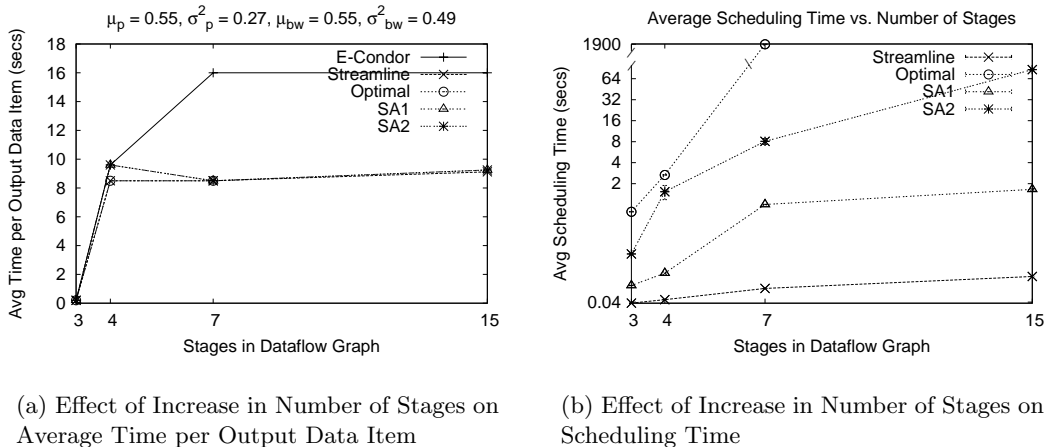 μp = 0.55, σ²p = 0.27, μbw = 0.55, σ²bw = 0.49
Avg Time per Output Data Item (secs)
18
16
14
12
10
8
6
4
2
0
E-Condor
Streamline
Optimal
SA1
SA2
3
4
7
15
Stages in Dataflow Graph
(a) Effect of Increase in Number of Stages on
Average Time per Output Data Item
Average Scheduling Time vs. Number of Stages
Avg Scheduling Time (secs)
1900
64
32
16
8
4
2
0.04
Streamline
Optimal
SA1
SA2
3
4
7
15
Stages in Dataflow Graph
(b) Effect of Increase in Number of Stages on
Scheduling Time